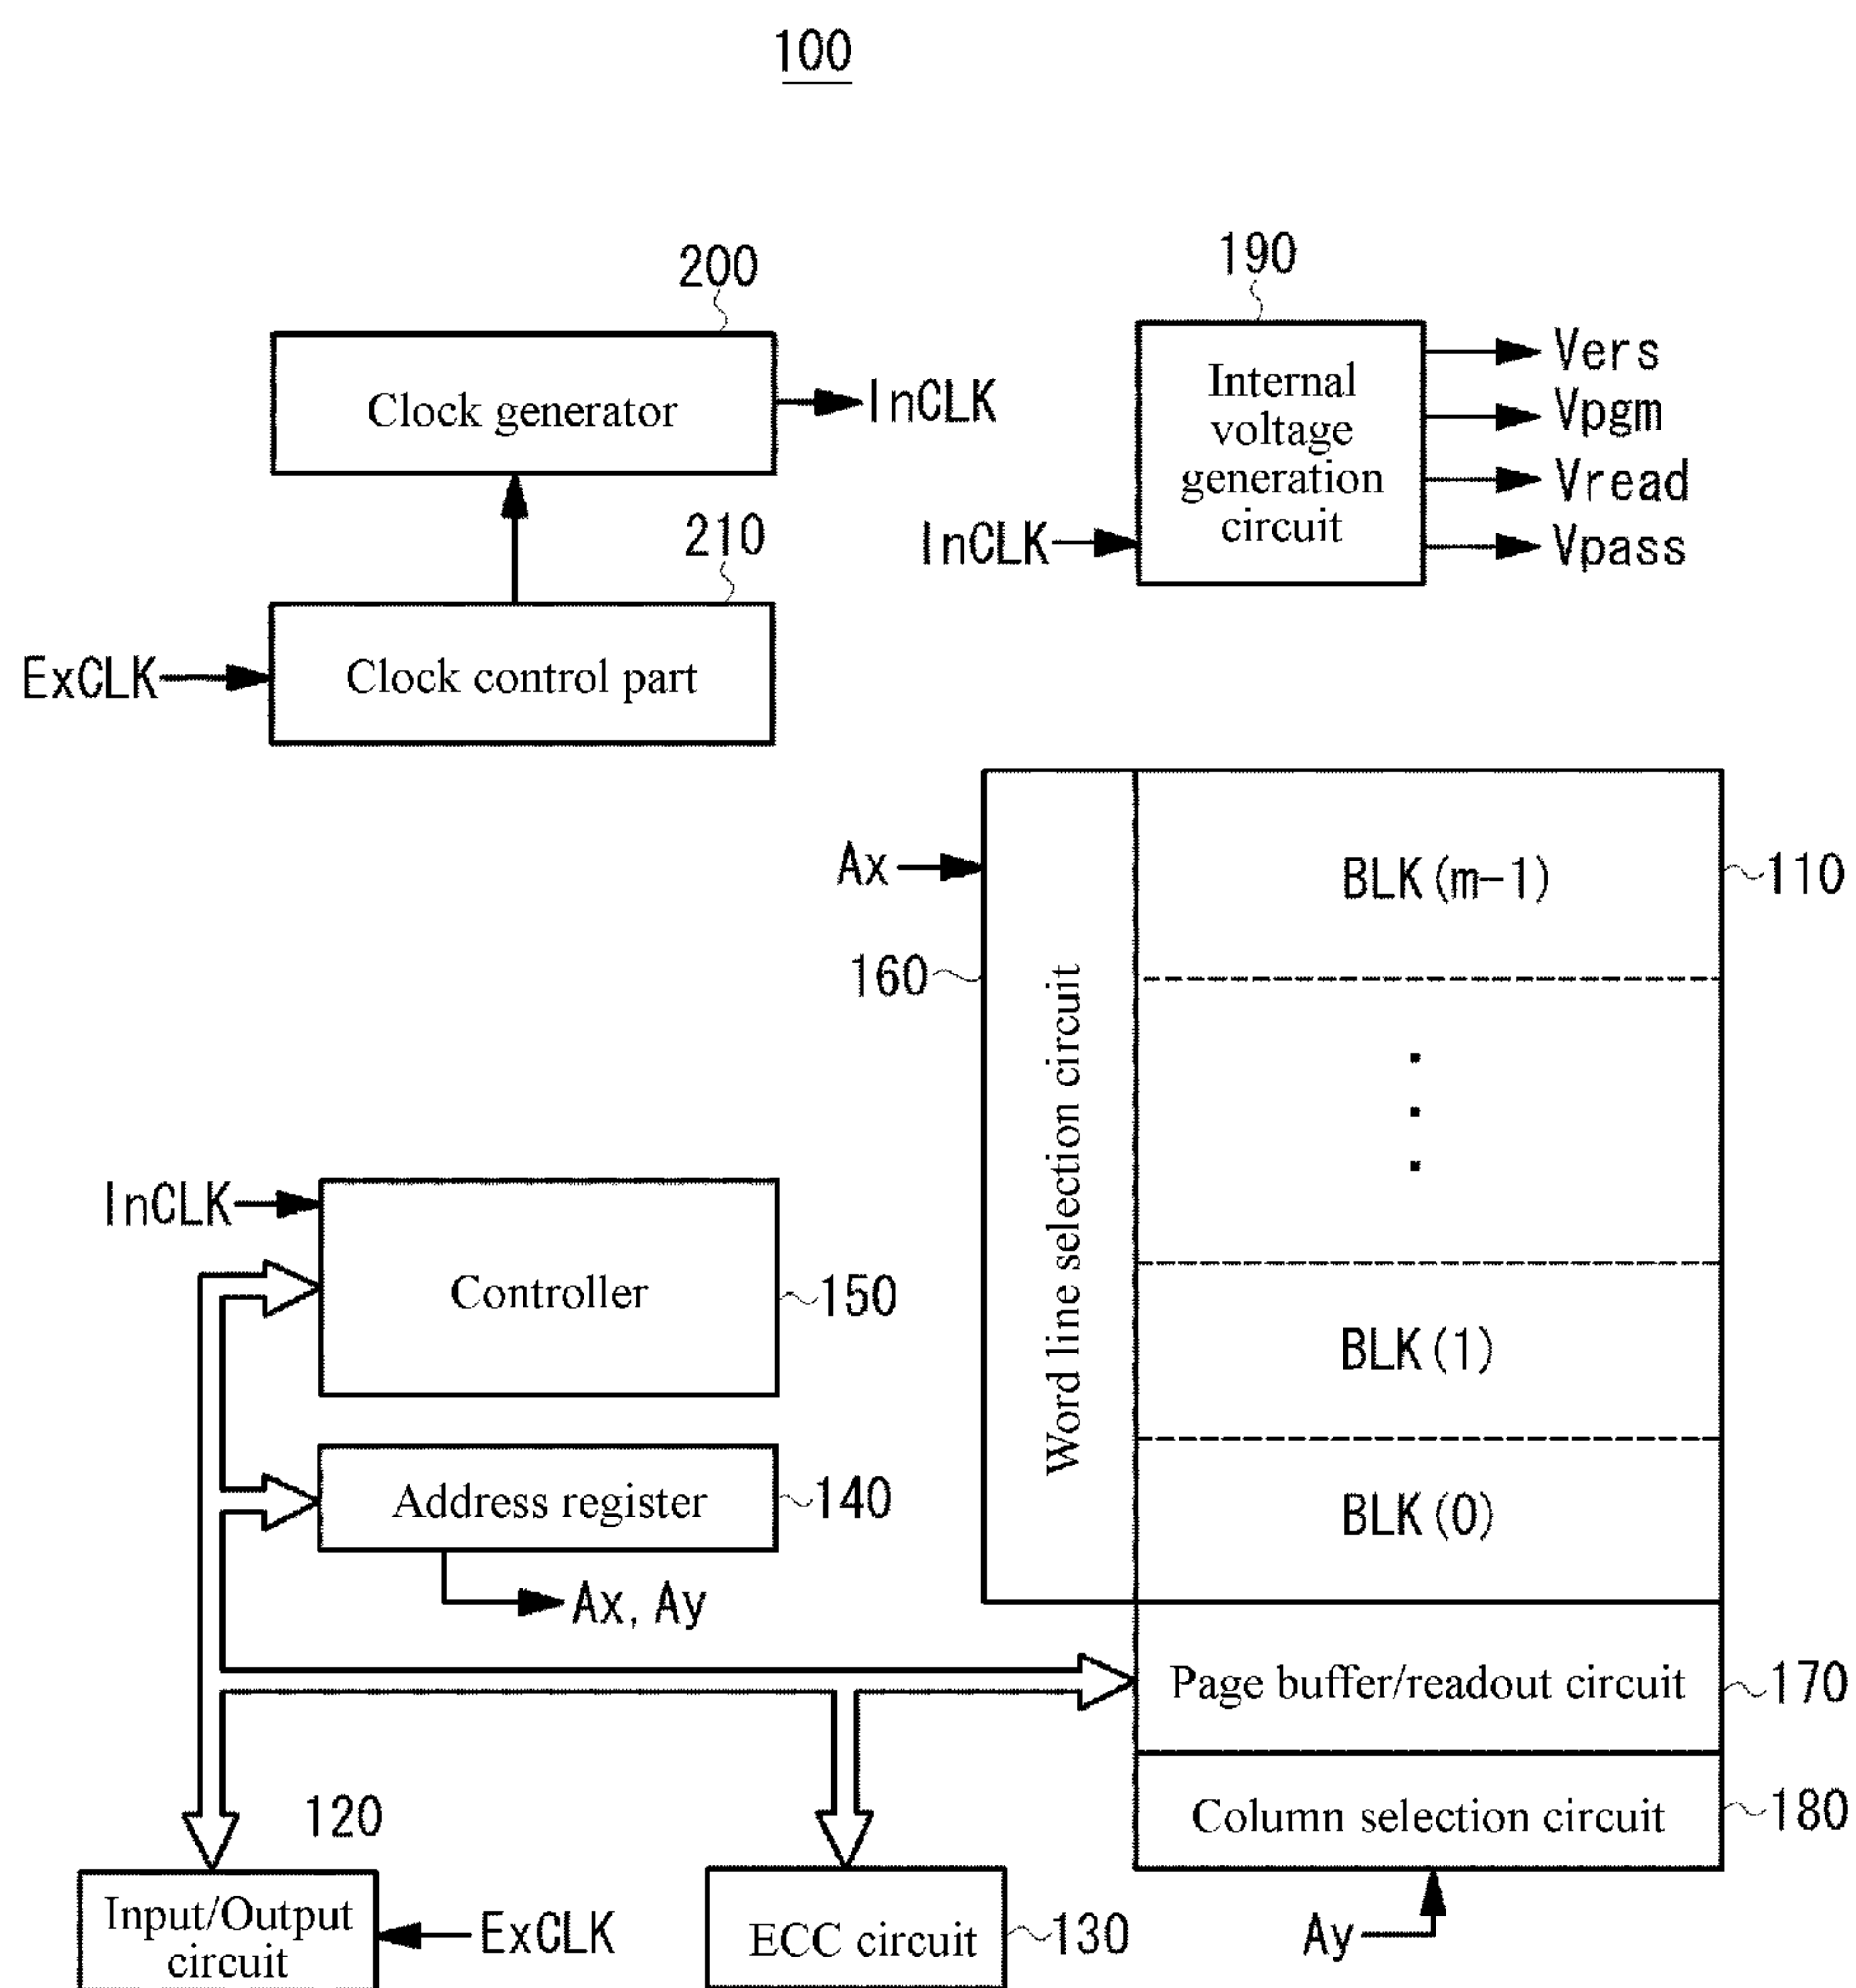 100
200
Clock generator
InCLK
210
ExCLK
Clock control part
190
Internal
voltage
generation
circuit
InCLK
Vers
Vpgm
Vread
Vpass
Ax
160
Word line selection circuit
BLK(m-1)
110
BLK(1)
BLK(0)
InCLK
Controller
150
Address register
140
Ax, Ay
Page buffer/readout circuit
170
Column selection circuit
180
Ay
120
Input/Output
circuit
ExCLK
ECC circuit
130